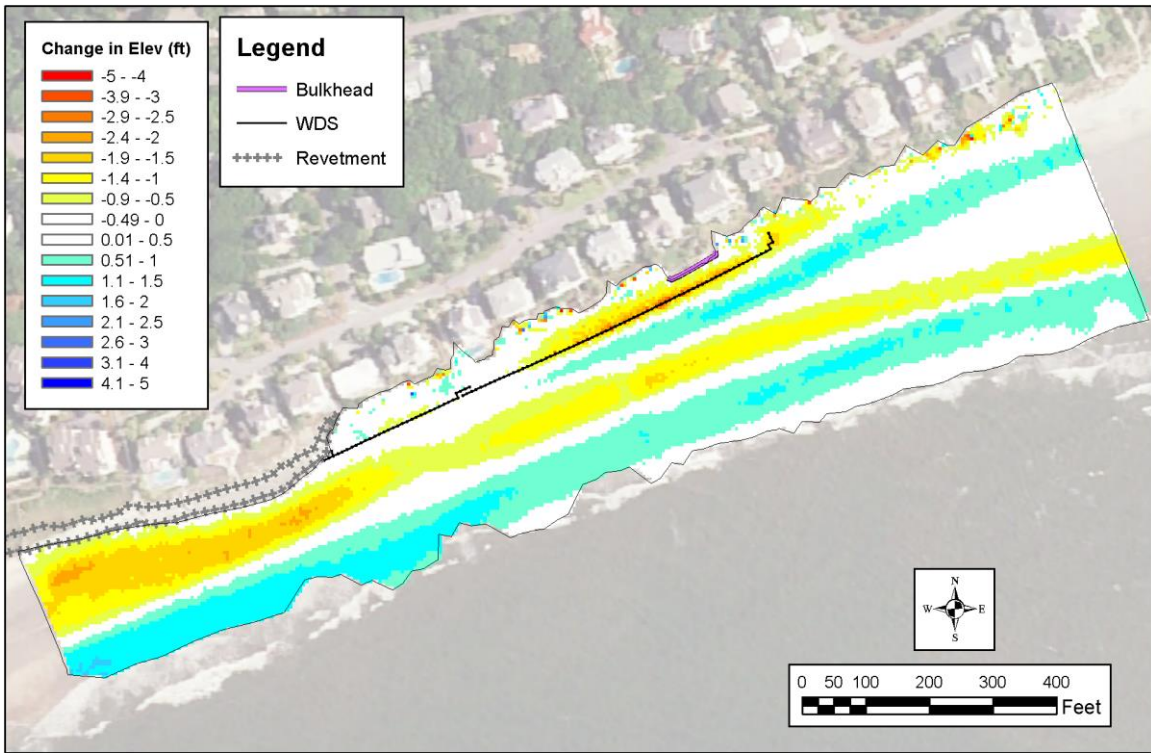 Change in Elev (ft)
-5 - -4
-3.9 - -3
-2.9 - -2.5
-2.4 - -2
-1.9 - -1.5
-1.4 - -1
-0.9 - -0.5
-0.49 - 0
0.01 - 0.5
0.51 - 1
1.1 - 1.5
1.6 - 2
2.1 - 2.5
2.6 - 3
3.1 - 4
4.1 - 5
Legend
Bulkhead
WDS
Revetment
N
W E
S
0 50 100 200 300 400
Feet